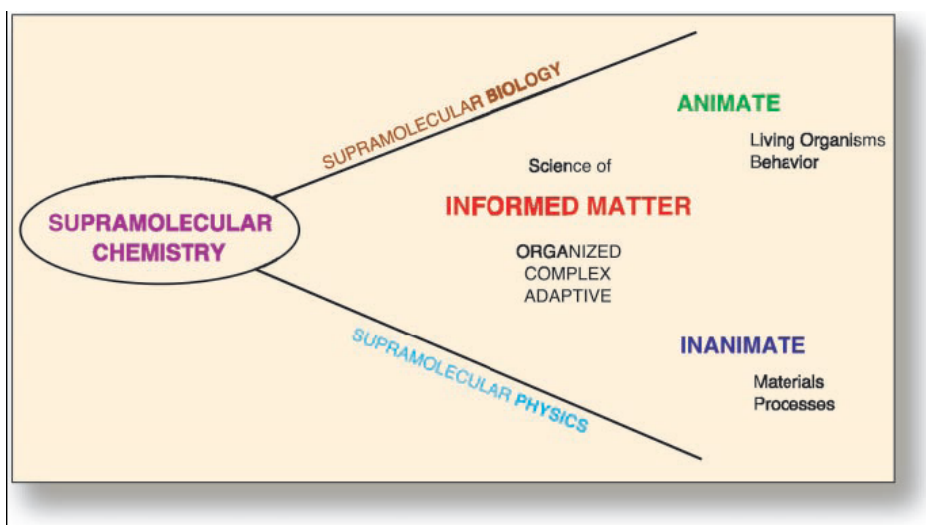 SUPRAMOLECULAR BIOLOGY
ANIMATE
Living Organisms
Behavior
Science of
INFORMED MATTER
SUPRAMOLECULAR
CHEMISTRY
ORGANIZED
COMPLEX
ADAPTIVE
SUPRAMOLECULAR PHYSICS
INANIMATE
Materials
Processes